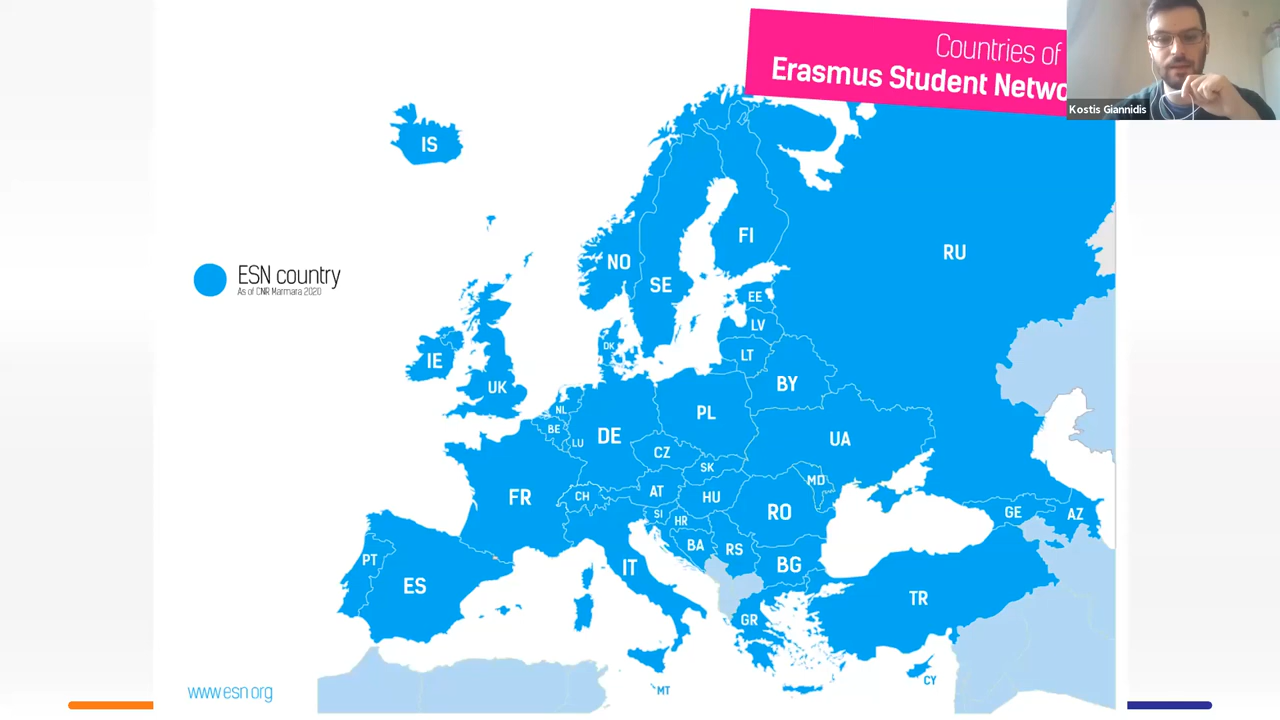 Countries of
Erasmus Student Netwo
Kostis Giannidis
IS
FI
RU
NO
ESN country
As of CNR Marmara 2020
SE
EE
LV
DK
LT
IE
BY
UK
NL
PL
BE
DE
UA
LU
CZ
SK
MD
FR
CH
AT
HU
RO
SI
HR
GE
AZ
BA
RS
PT
IT
BG
ES
TR
GR
CY
MT
www.esn.org